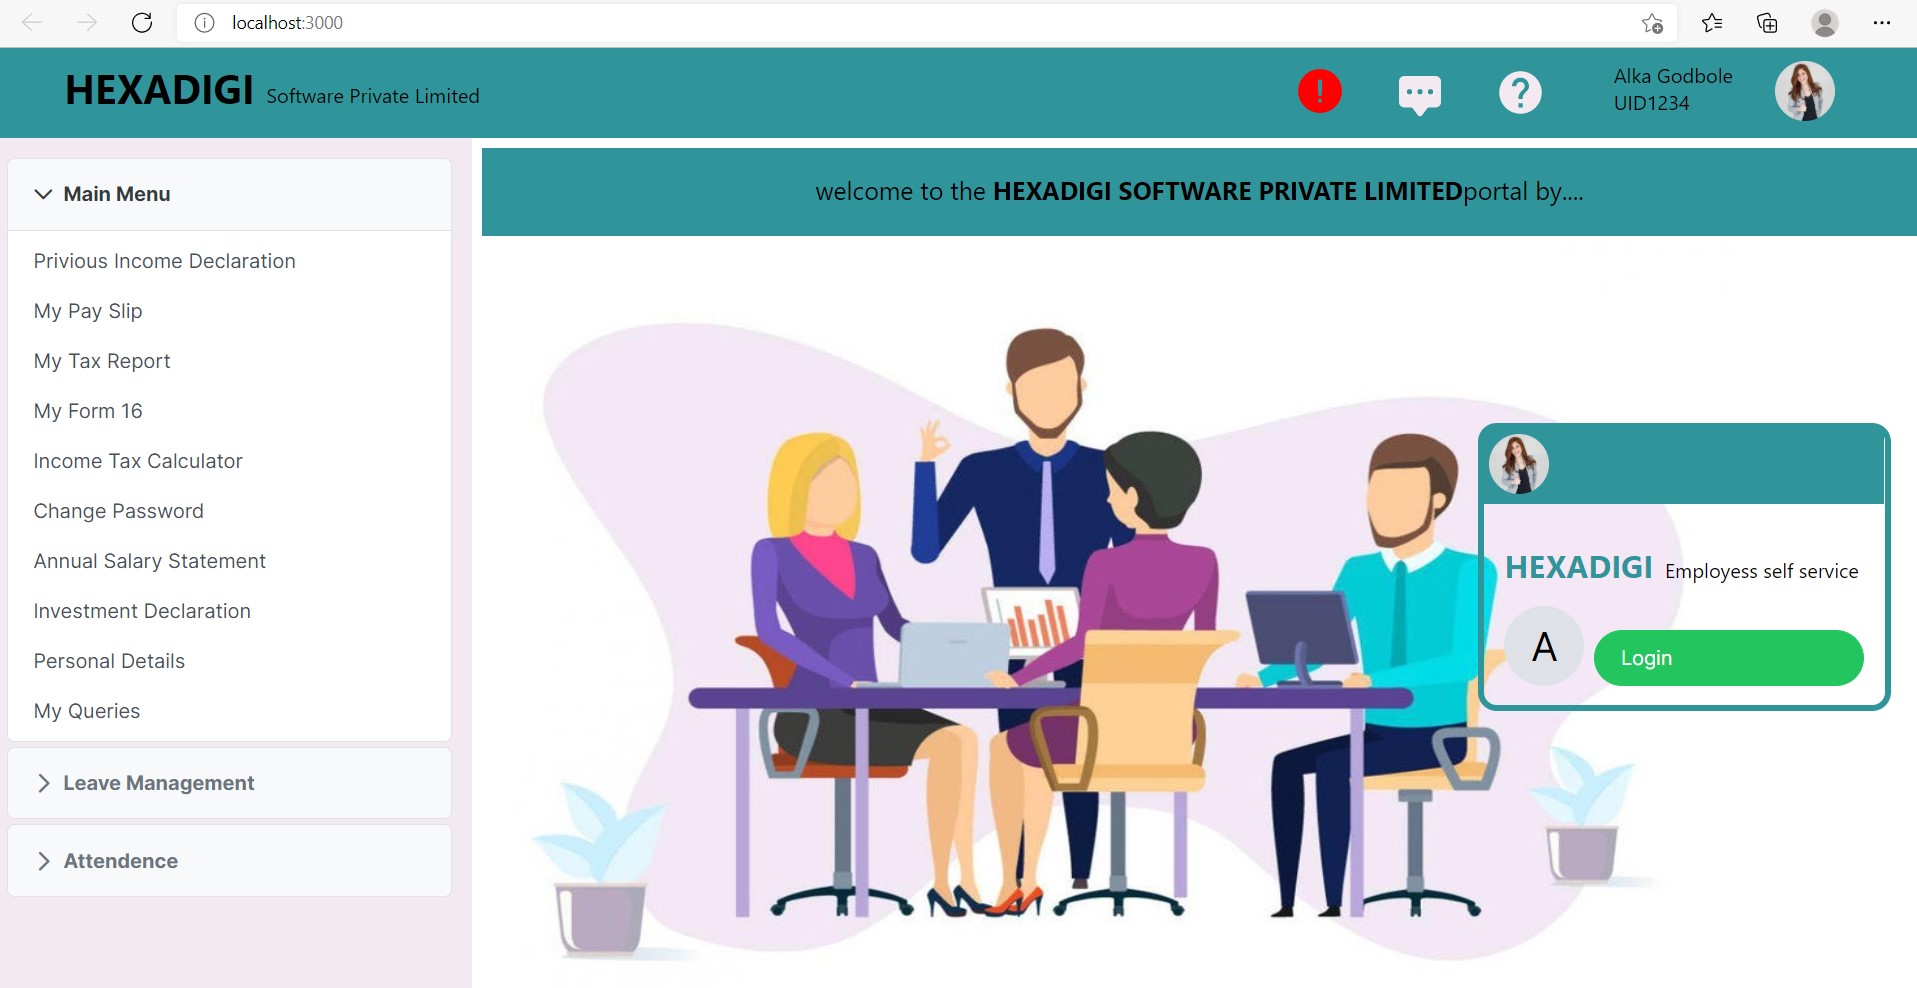 localhost:3000
HEXADIGI Software Private Limited
!
?
Alka Godbole
UID1234
Main Menu
Privious Income Declaration
My Pay Slip
My Tax Report
My Form 16
Income Tax Calculator
Change Password
Annual Salary Statement
Investment Declaration
Personal Details
My Queries
Leave Management
Attendence
welcome to the HEXADIGI SOFTWARE PRIVATE LIMITEDportal by....
HEXADIGI Employess self service
A
Login